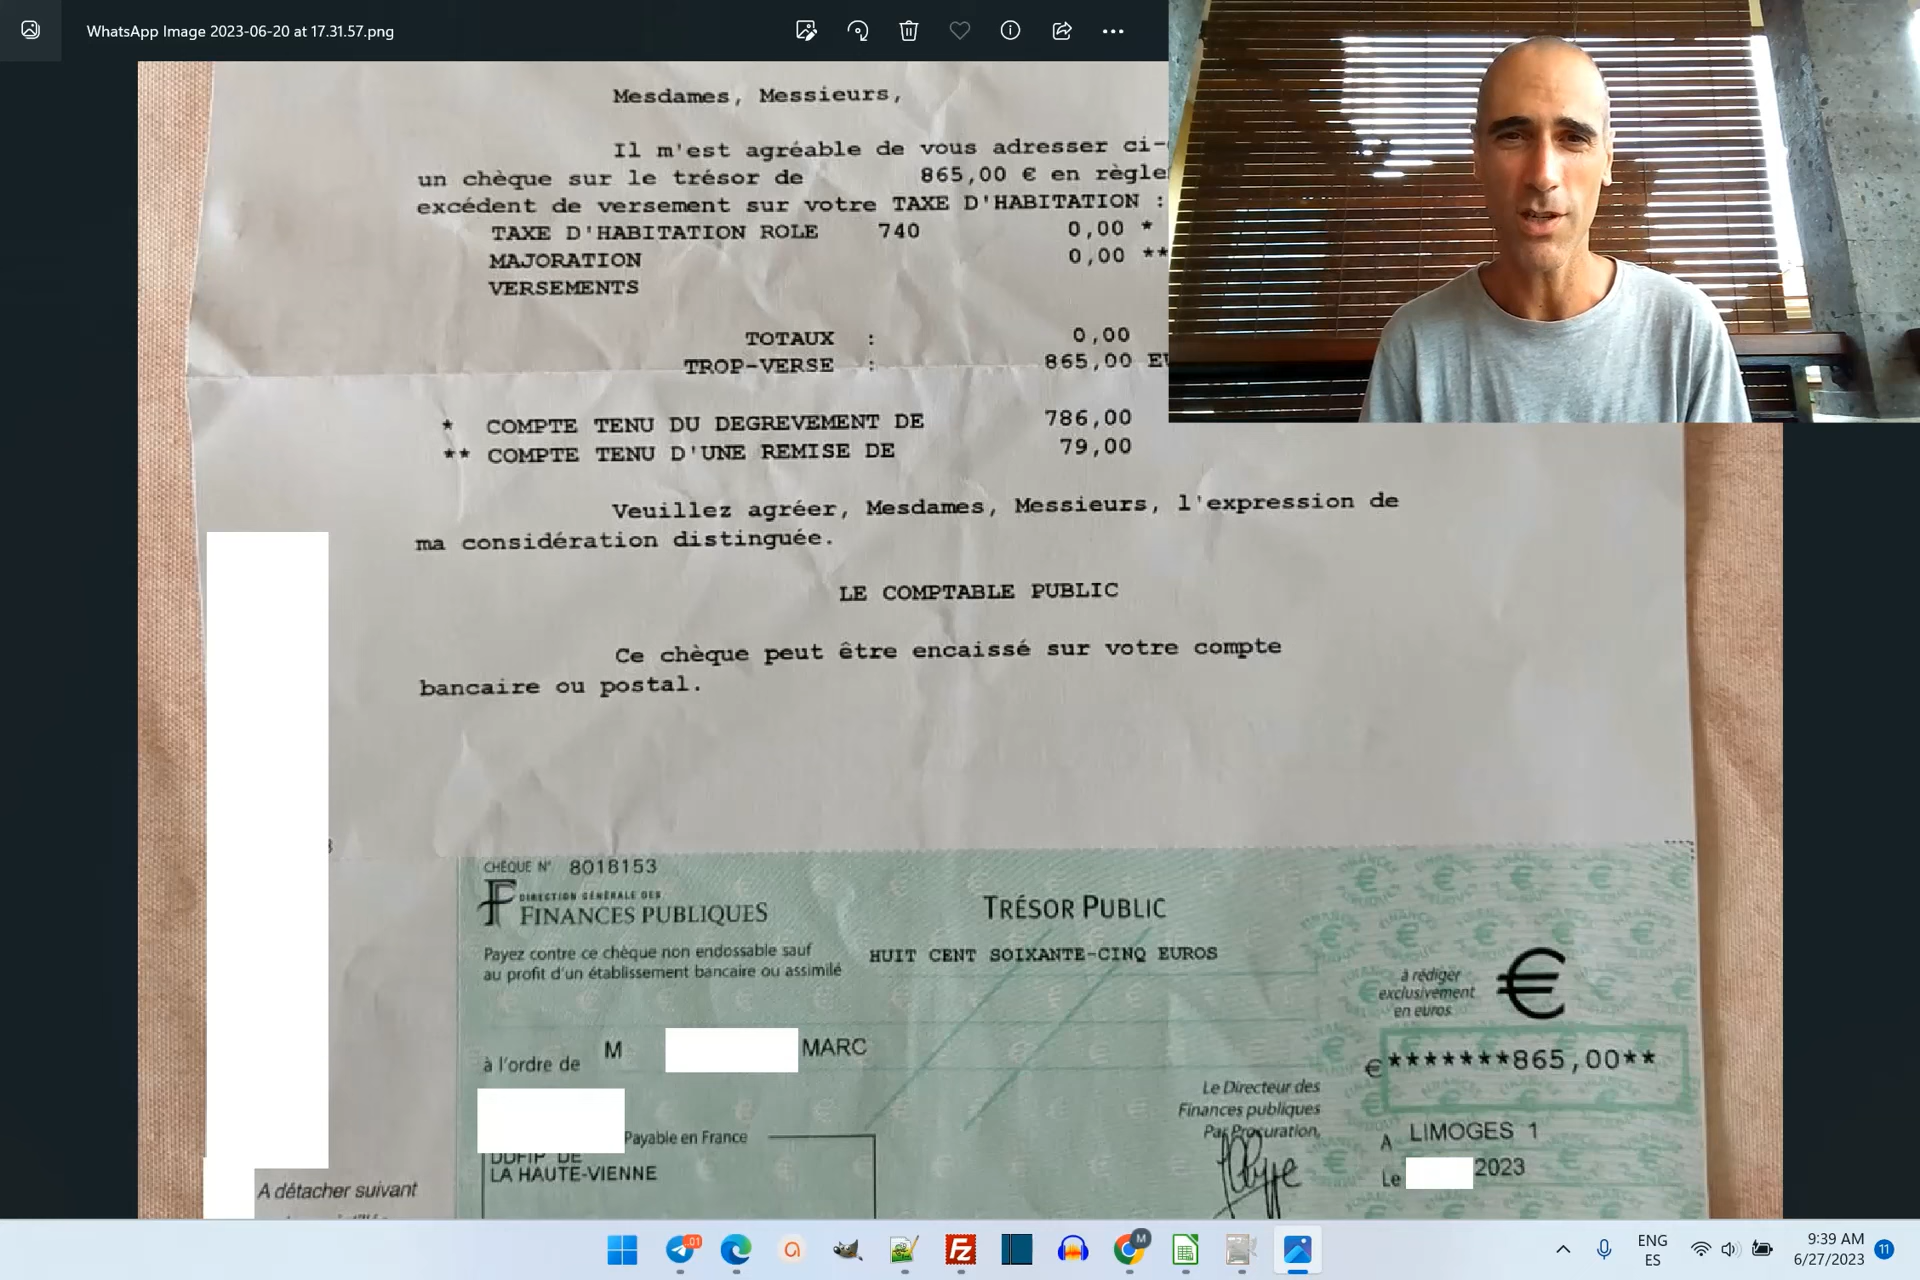 WhatsApp Image 2023-06-20 at 17.31.57.png
Mesdames, Messieurs,
Il m'est agréable de vous adresser ci-
un chèque sur le trésor de 865,00 € en règle
excédent de versement sur votre TAXE D'HABITATION :
TAXE D'HABITATION ROLE 740 0,00 *
MAJORATION 0,00 **
VERSEMENTS
TOTAUX : 0,00
TROP-VERSE : 865,00
* COMPTE TENU DU DEGREVEMENT DE 786,00
** COMPTE TENU D'UNE REMISE DE 79,00
Veuillez agréer, Mesdames, Messieurs, l'expression de
ma considération distinguée.
LE COMPTABLE PUBLIC
Ce chèque peut être encaissé sur votre compte
bancaire ou postal.
CHÈQUE N° 8018153
DIRECTION GÉNÉRALE DES
FINANCES PUBLIQUES
TRÉSOR PUBLIC
Payez contre ce chèque non endossable sauf
au profit d'un établissement bancaire ou assimilé
HUIT CENT SOIXANTE-CINQ EUROS
à rédiger
exclusivement
en euros
€
à l'ordre de M MARC
€*******865,00**
Le Directeur des
Finances publiques
Par Procuration,
A LIMOGES 1
Le 2023
Payable en France
DDFIP DE
LA HAUTE-VIENNE
A détacher suivant
01
M
ENG
ES
9:39 AM
6/27/2023
11